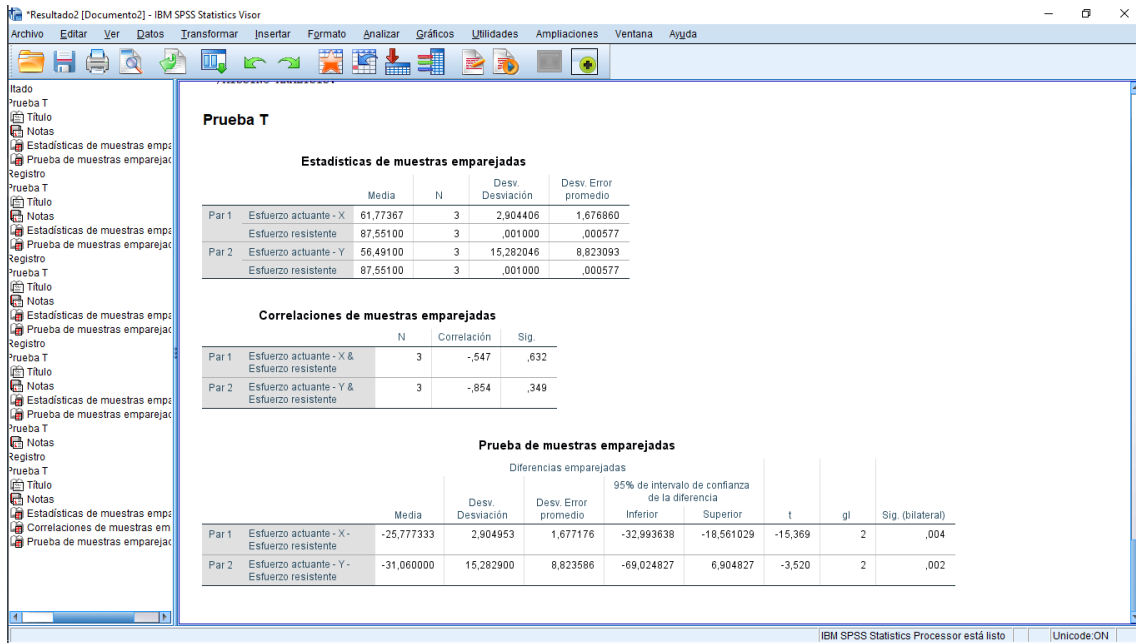 *Resultado2 [Documento2] - IBM SPSS Statistics Visor
Archivo Editar Ver Datos Transformar Insertar Formato Analizar Gráficos Utilidades Ampliaciones Ventana Ayuda
ltado
Prueba T
Título
Notas
Estadísticas de muestras empa
Prueba de muestras emparejad
Registro
Prueba T
Título
Notas
Estadísticas de muestras empa
Prueba de muestras emparejad
Registro
Prueba T
Título
Notas
Estadísticas de muestras empa
Prueba de muestras emparejad
Registro
Prueba T
Título
Notas
Estadísticas de muestras empa
Prueba de muestras emparejad
Prueba T
Notas
Registro
Prueba T
Título
Notas
Estadísticas de muestras empa
Correlaciones de muestras em
Prueba de muestras emparejad
Prueba T
Estadísticas de muestras emparejadas
Media N Desv. Desviación Desv. Error promedio
Par 1 Esfuerzo actuante - X 61,77367 3 2,904406 1,676860
Esfuerzo resistente 87,55100 3 ,001000 ,000577
Par 2 Esfuerzo actuante - Y 56,49100 3 15,282046 8,823093
Esfuerzo resistente 87,55100 3 ,001000 ,000577
Correlaciones de muestras emparejadas
N Correlación Sig.
Par 1 Esfuerzo actuante - X & Esfuerzo resistente 3 -,547 ,632
Par 2 Esfuerzo actuante - Y & Esfuerzo resistente 3 -,854 ,349
Prueba de muestras emparejadas
Diferencias emparejadas
95% de intervalo de confianza de la diferencia
Media Desv. Desviación Desv. Error promedio Inferior Superior t gl Sig. (bilateral)
Par 1 Esfuerzo actuante - X - Esfuerzo resistente -25,777333 2,904953 1,677176 -32,993638 -18,561029 -15,369 2 ,004
Par 2 Esfuerzo actuante - Y - Esfuerzo resistente -31,060000 15,282900 8,823586 -69,024827 6,904827 -3,520 2 ,002
IBM SPSS Statistics Processor está listo
Unicode:ON